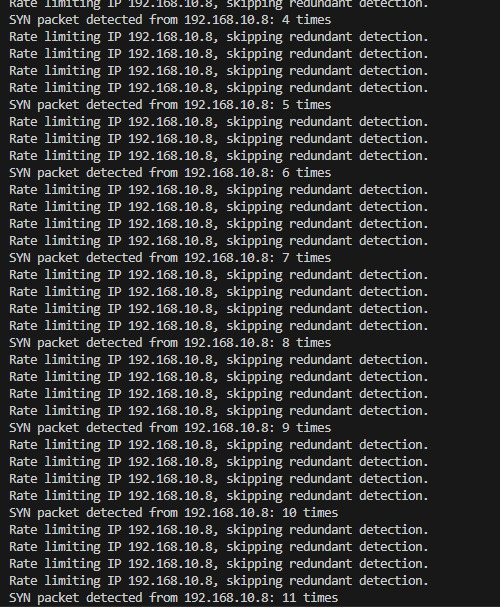 Rate limiting IP 192.168.10.8, skipping redundant detection.
SYN packet detected from 192.168.10.8: 4 times
Rate limiting IP 192.168.10.8, skipping redundant detection.
Rate limiting IP 192.168.10.8, skipping redundant detection.
Rate limiting IP 192.168.10.8, skipping redundant detection.
Rate limiting IP 192.168.10.8, skipping redundant detection.
SYN packet detected from 192.168.10.8: 5 times
Rate limiting IP 192.168.10.8, skipping redundant detection.
Rate limiting IP 192.168.10.8, skipping redundant detection.
Rate limiting IP 192.168.10.8, skipping redundant detection.
SYN packet detected from 192.168.10.8: 6 times
Rate limiting IP 192.168.10.8, skipping redundant detection.
Rate limiting IP 192.168.10.8, skipping redundant detection.
Rate limiting IP 192.168.10.8, skipping redundant detection.
Rate limiting IP 192.168.10.8, skipping redundant detection.
SYN packet detected from 192.168.10.8: 7 times
Rate limiting IP 192.168.10.8, skipping redundant detection.
Rate limiting IP 192.168.10.8, skipping redundant detection.
Rate limiting IP 192.168.10.8, skipping redundant detection.
Rate limiting IP 192.168.10.8, skipping redundant detection.
SYN packet detected from 192.168.10.8: 8 times
Rate limiting IP 192.168.10.8, skipping redundant detection.
Rate limiting IP 192.168.10.8, skipping redundant detection.
Rate limiting IP 192.168.10.8, skipping redundant detection.
Rate limiting IP 192.168.10.8, skipping redundant detection.
SYN packet detected from 192.168.10.8: 9 times
Rate limiting IP 192.168.10.8, skipping redundant detection.
Rate limiting IP 192.168.10.8, skipping redundant detection.
Rate limiting IP 192.168.10.8, skipping redundant detection.
Rate limiting IP 192.168.10.8, skipping redundant detection.
SYN packet detected from 192.168.10.8: 10 times
Rate limiting IP 192.168.10.8, skipping redundant detection.
Rate limiting IP 192.168.10.8, skipping redundant detection.
Rate limiting IP 192.168.10.8, skipping redundant detection.
Rate limiting IP 192.168.10.8, skipping redundant detection.
SYN packet detected from 192.168.10.8: 11 times